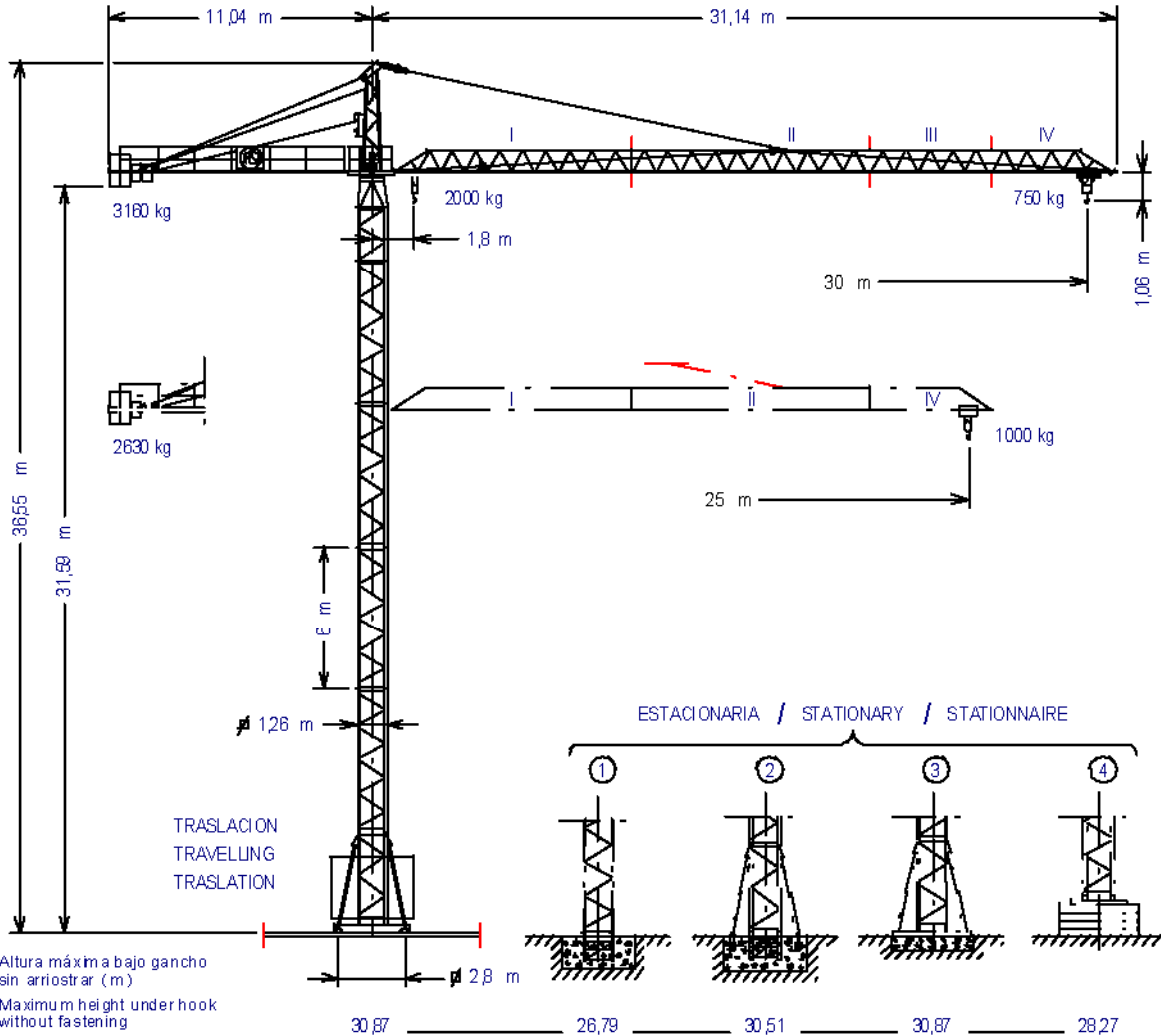 11,04 m
31,14 m
I
II
III
IV
3160 kg
2000 kg
750 kg
1,8 m
30 m
1,06 m
I
II
IV
2630 kg
1000 kg
25 m
36,55 m
31,59 m
6 m
1,26 m
ESTACIONARIA / STATIONARY / STATIONNAIRE
1
2
3
4
TRASLACION
TRAVELLING
TRASLATION
2,8 m
Altura máxima bajo gancho
sin arriostrar (m)
Maximum height under hook
without fastening
30,87 26,79 30,51 30,87 28,27